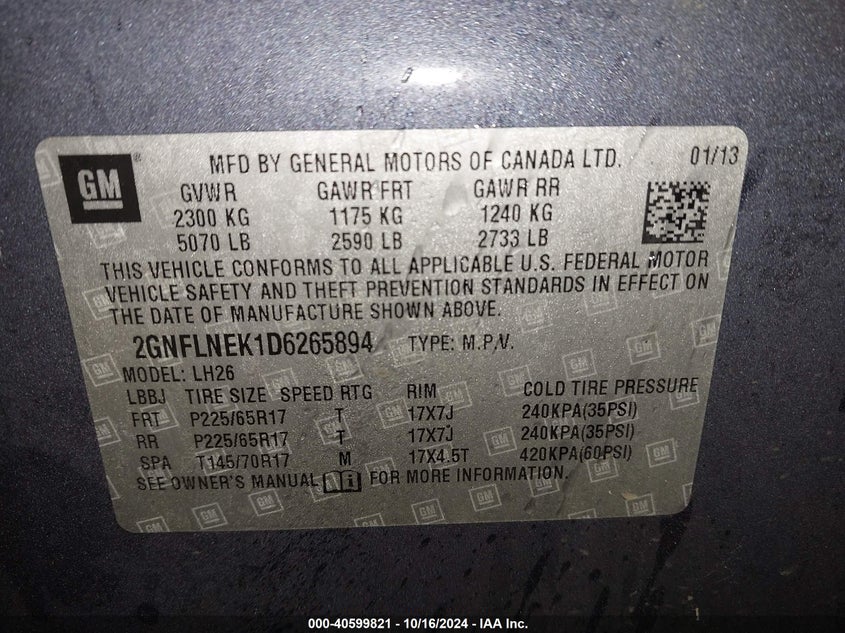 GM ® MFD BY GENERAL MOTORS OF CANADA LTD. 01/13
GVWR GAWR FRT GAWR RR
2300 KG 1175 KG 1240 KG
5070 LB 2590 LB 2733 LB
THIS VEHICLE CONFORMS TO ALL APPLICABLE U.S. FEDERAL MOTOR
VEHICLE SAFETY AND THEFT PREVENTION STANDARDS IN EFFECT ON
THE DATE OF MANUFACTURE SHOWN ABOVE.
2GNFLNEK1D6265894 TYPE: M.P.V.
MODEL: LH26
LBBJ TIRE SIZE SPEED RTG RIM COLD TIRE PRESSURE
FRT P225/65R17 T 17X7J 240KPA(35PSI)
RR P225/65R17 T 17X7J 240KPA(35PSI)
SPA T145/70R17 M 17X4.5T 420KPA(60PSI)
SEE OWNER'S MANUAL i FOR MORE INFORMATION.
000-40599821 - 10/16/2024 - IAA Inc.